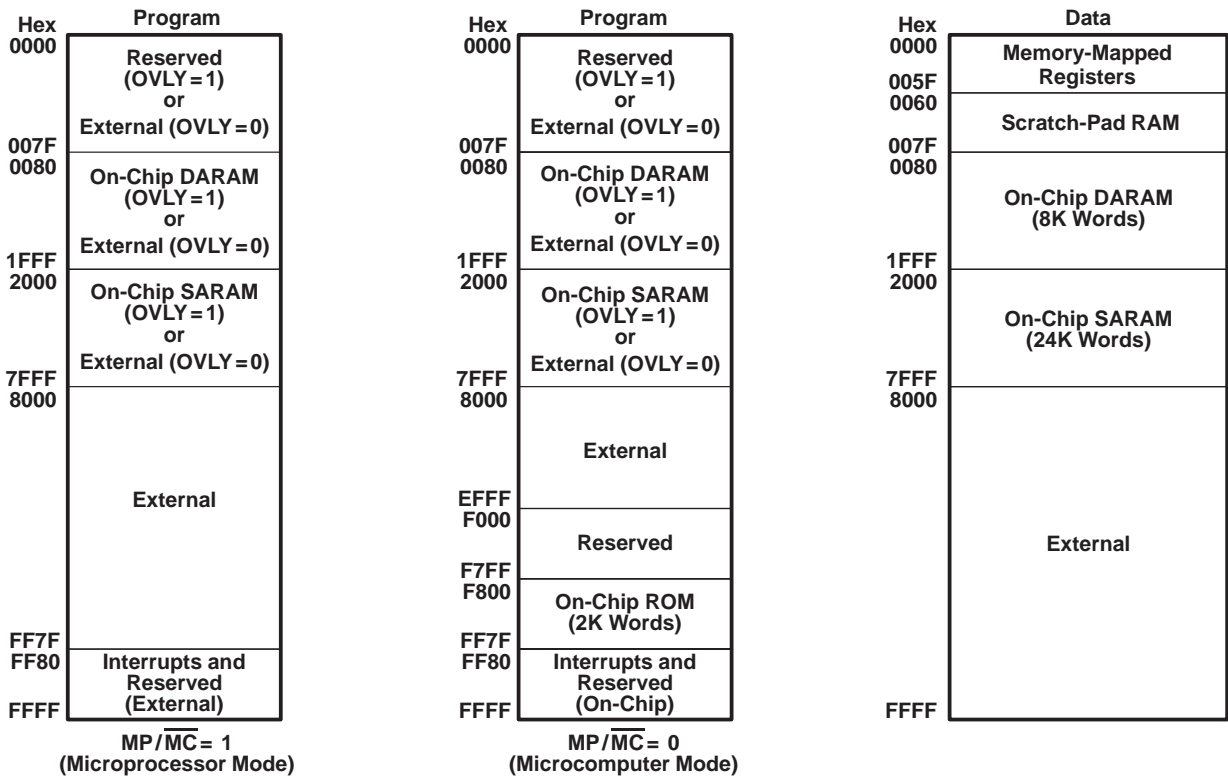 Hex
Program
0000
Reserved
(OVLY=1)
or
External (OVLY=0)
007F
0080
On-Chip DARAM
(OVLY=1)
or
External (OVLY=0)
1FFF
2000
On-Chip SARAM
(OVLY=1)
or
External (OVLY=0)
7FFF
8000
External
FF7F
FF80
Interrupts and
Reserved
(External)
FFFF
MP/M̅C̅= 1
(Microprocessor Mode)
Hex
Program
0000
Reserved
(OVLY=1)
or
External (OVLY=0)
007F
0080
On-Chip DARAM
(OVLY=1)
or
External (OVLY=0)
1FFF
2000
On-Chip SARAM
(OVLY=1)
or
External (OVLY=0)
7FFF
8000
External
EFFF
F000
Reserved
F7FF
F800
On-Chip ROM
(2K Words)
FF7F
FF80
Interrupts and
Reserved
(On-Chip)
FFFF
MP/M̅C̅= 0
(Microcomputer Mode)
Hex
Data
0000
Memory-Mapped
Registers
005F
0060
Scratch-Pad RAM
007F
0080
On-Chip DARAM
(8K Words)
1FFF
2000
On-Chip SARAM
(24K Words)
7FFF
8000
External
FFFF